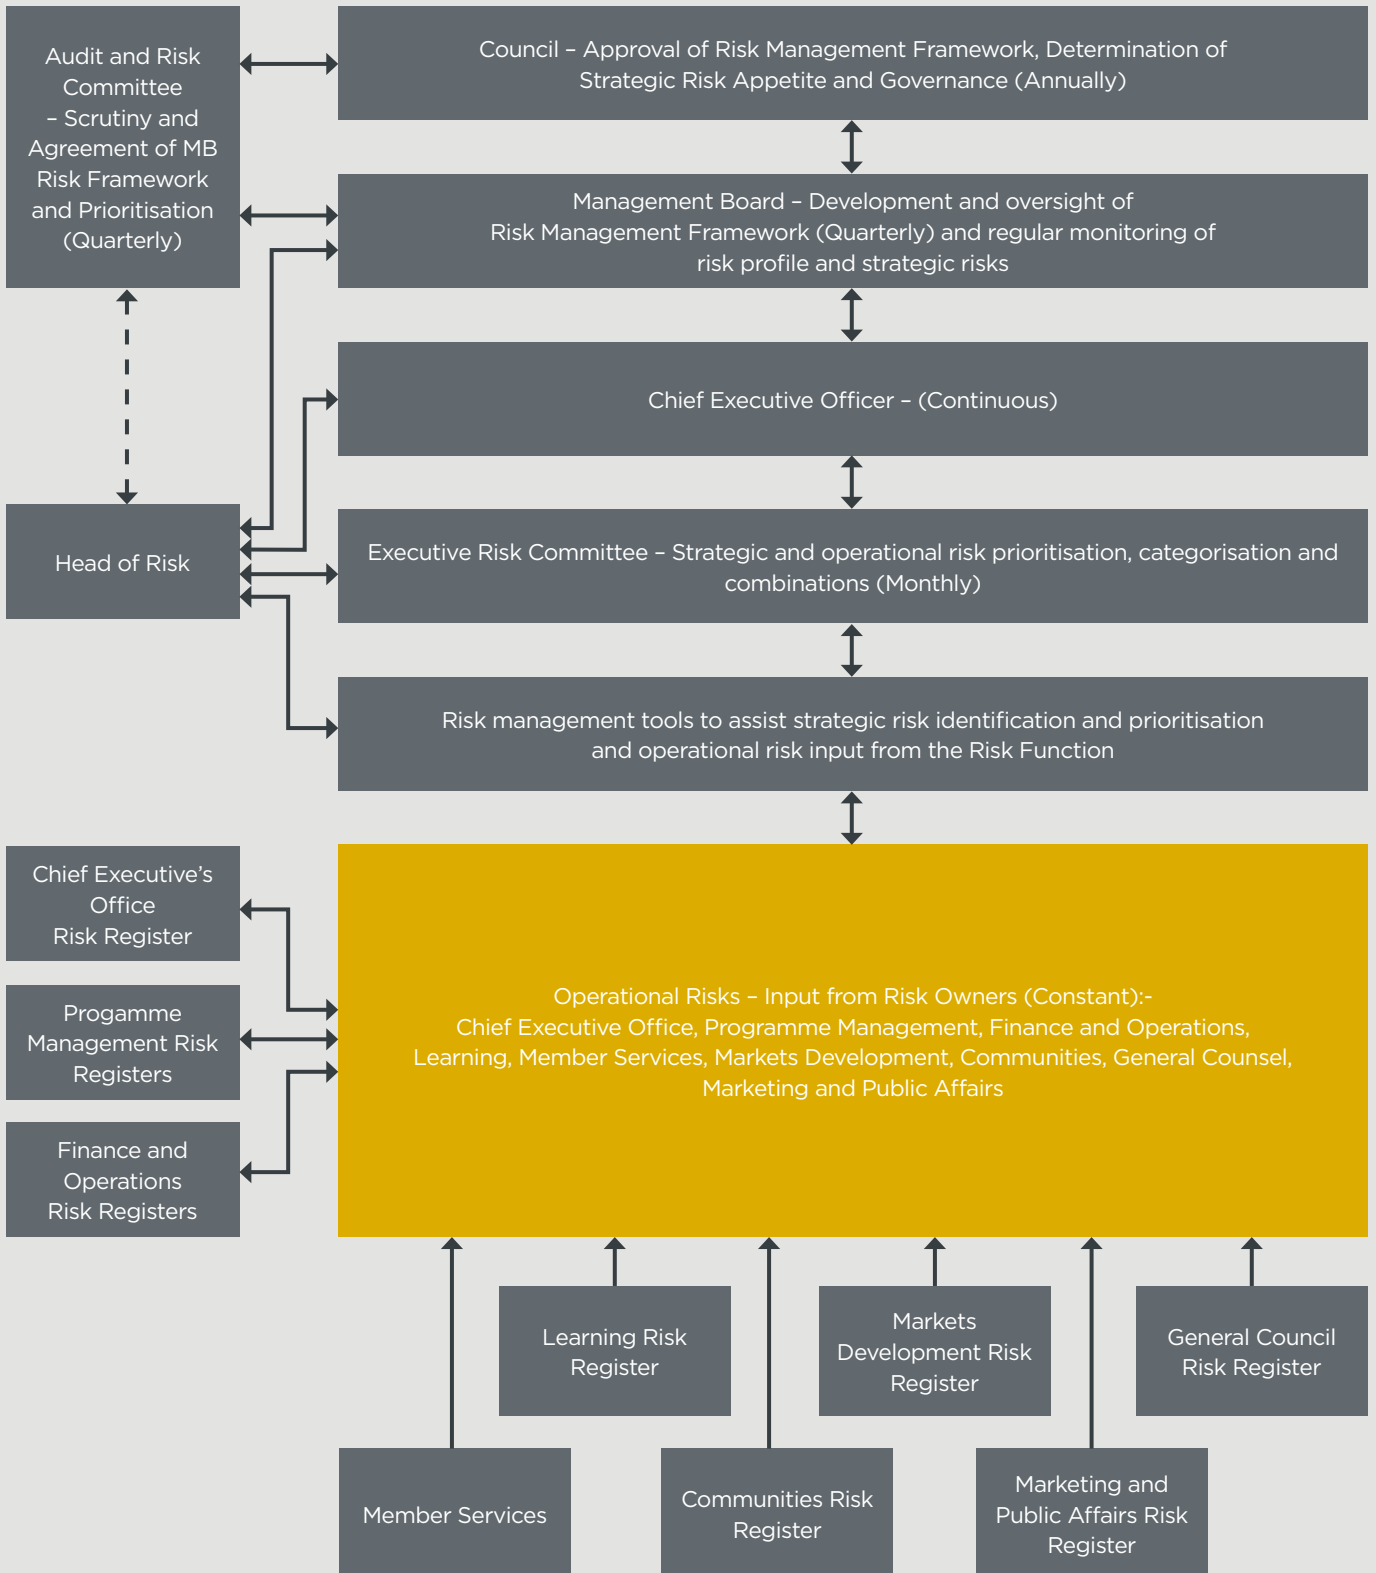 Audit and Risk
Committee
– Scrutiny and
Agreement of MB
Risk Framework
and Prioritisation
(Quarterly)
Council – Approval of Risk Management Framework, Determination of
Strategic Risk Appetite and Governance (Annually)
Management Board – Development and oversight of
Risk Management Framework (Quarterly) and regular monitoring of
risk profile and strategic risks
Chief Executive Officer – (Continuous)
Head of Risk
Executive Risk Committee – Strategic and operational risk prioritisation, categorisation and
combinations (Monthly)
Risk management tools to assist strategic risk identification and prioritisation
and operational risk input from the Risk Function
Chief Executive’s
Office
Risk Register
Progamme
Management Risk
Registers
Finance and
Operations
Risk Registers
Operational Risks – Input from Risk Owners (Constant):-
Chief Executive Office, Programme Management, Finance and Operations,
Learning, Member Services, Markets Development, Communities, General Counsel,
Marketing and Public Affairs
Learning Risk
Register
Markets
Development Risk
Register
General Council
Risk Register
Member Services
Communities Risk
Register
Marketing and
Public Affairs Risk
Register